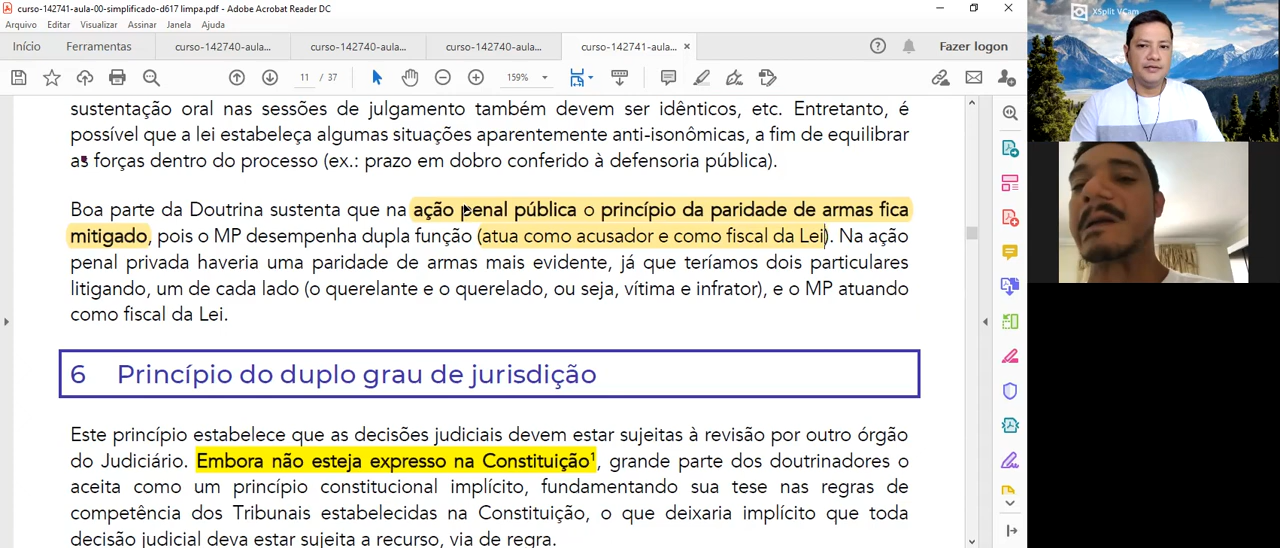 curso-142741-aula-00-simplificado-d617 limpa.pdf - Adobe Acrobat Reader DC
Arquivo Editar Visualizar Assinar Janela Ajuda
Início Ferramentas curso-142740-aula... curso-142740-aula... curso-142740-aula... curso-142741-aula... × Fazer logon
11 / 37 159%
sustentação oral nas sessões de julgamento também devem ser idênticos, etc. Entretanto, é
possível que a lei estabeleça algumas situações aparentemente anti-isonômicas, a fim de equilibrar
as forças dentro do processo (ex.: prazo em dobro conferido à defensoria pública).
Boa parte da Doutrina sustenta que na ação penal pública o princípio da paridade de armas fica
mitigado, pois o MP desempenha dupla função (atua como acusador e como fiscal da Lei). Na ação
penal privada haveria uma paridade de armas mais evidente, já que teríamos dois particulares
litigando, um de cada lado (o querelante e o querelado, ou seja, vítima e infrator), e o MP atuando
como fiscal da Lei.
6 Princípio do duplo grau de jurisdição
Este princípio estabelece que as decisões judiciais devem estar sujeitas à revisão por outro órgão
do Judiciário. Embora não esteja expresso na Constituição¹, grande parte dos doutrinadores o
aceita como um princípio constitucional implícito, fundamentando sua tese nas regras de
competência dos Tribunais estabelecidas na Constituição, o que deixaria implícito que toda
decisão judicial deva estar sujeita a recurso, via de regra.
XSplit VCam